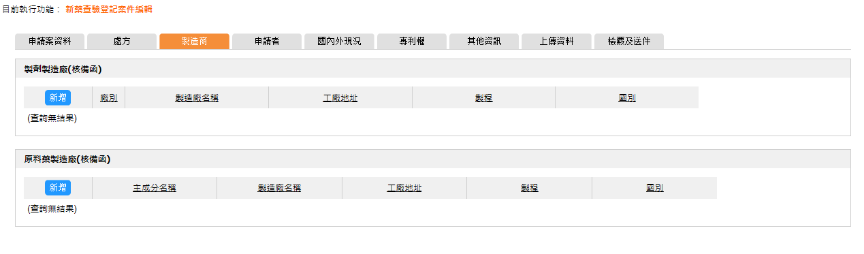 目前執行功能： 新藥查驗登記案件編輯
申請案資料 處方 製造商 申請者 國內外現況 專利權 其他資訊 上傳資料 檢覈及送件
製劑製造廠(核備函)
新增 廠別 製造廠名稱 工廠地址 製程 國別
(查詢無結果)
原料藥製造廠(核備函)
新增 主成分名稱 製造廠名稱 工廠地址 製程 國別
(查詢無結果)